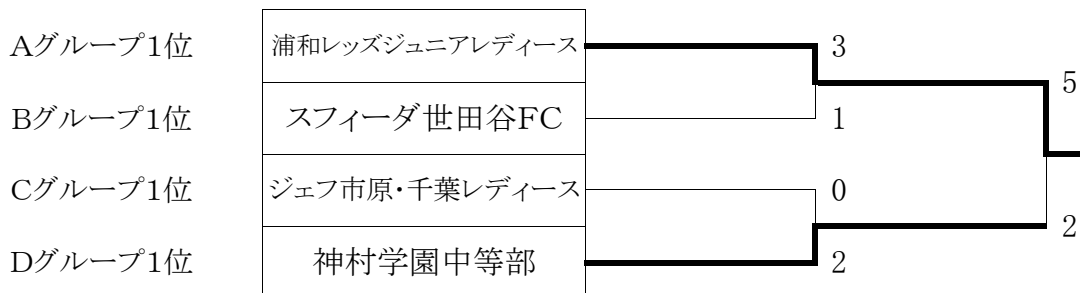 Aグループ1位 浦和レッズジュニアレディース 3
5
Bグループ1位 スフィーダ世田谷FC 1
Cグループ1位 ジェフ市原・千葉レディース 0
2
Dグループ1位 神村学園中等部 2